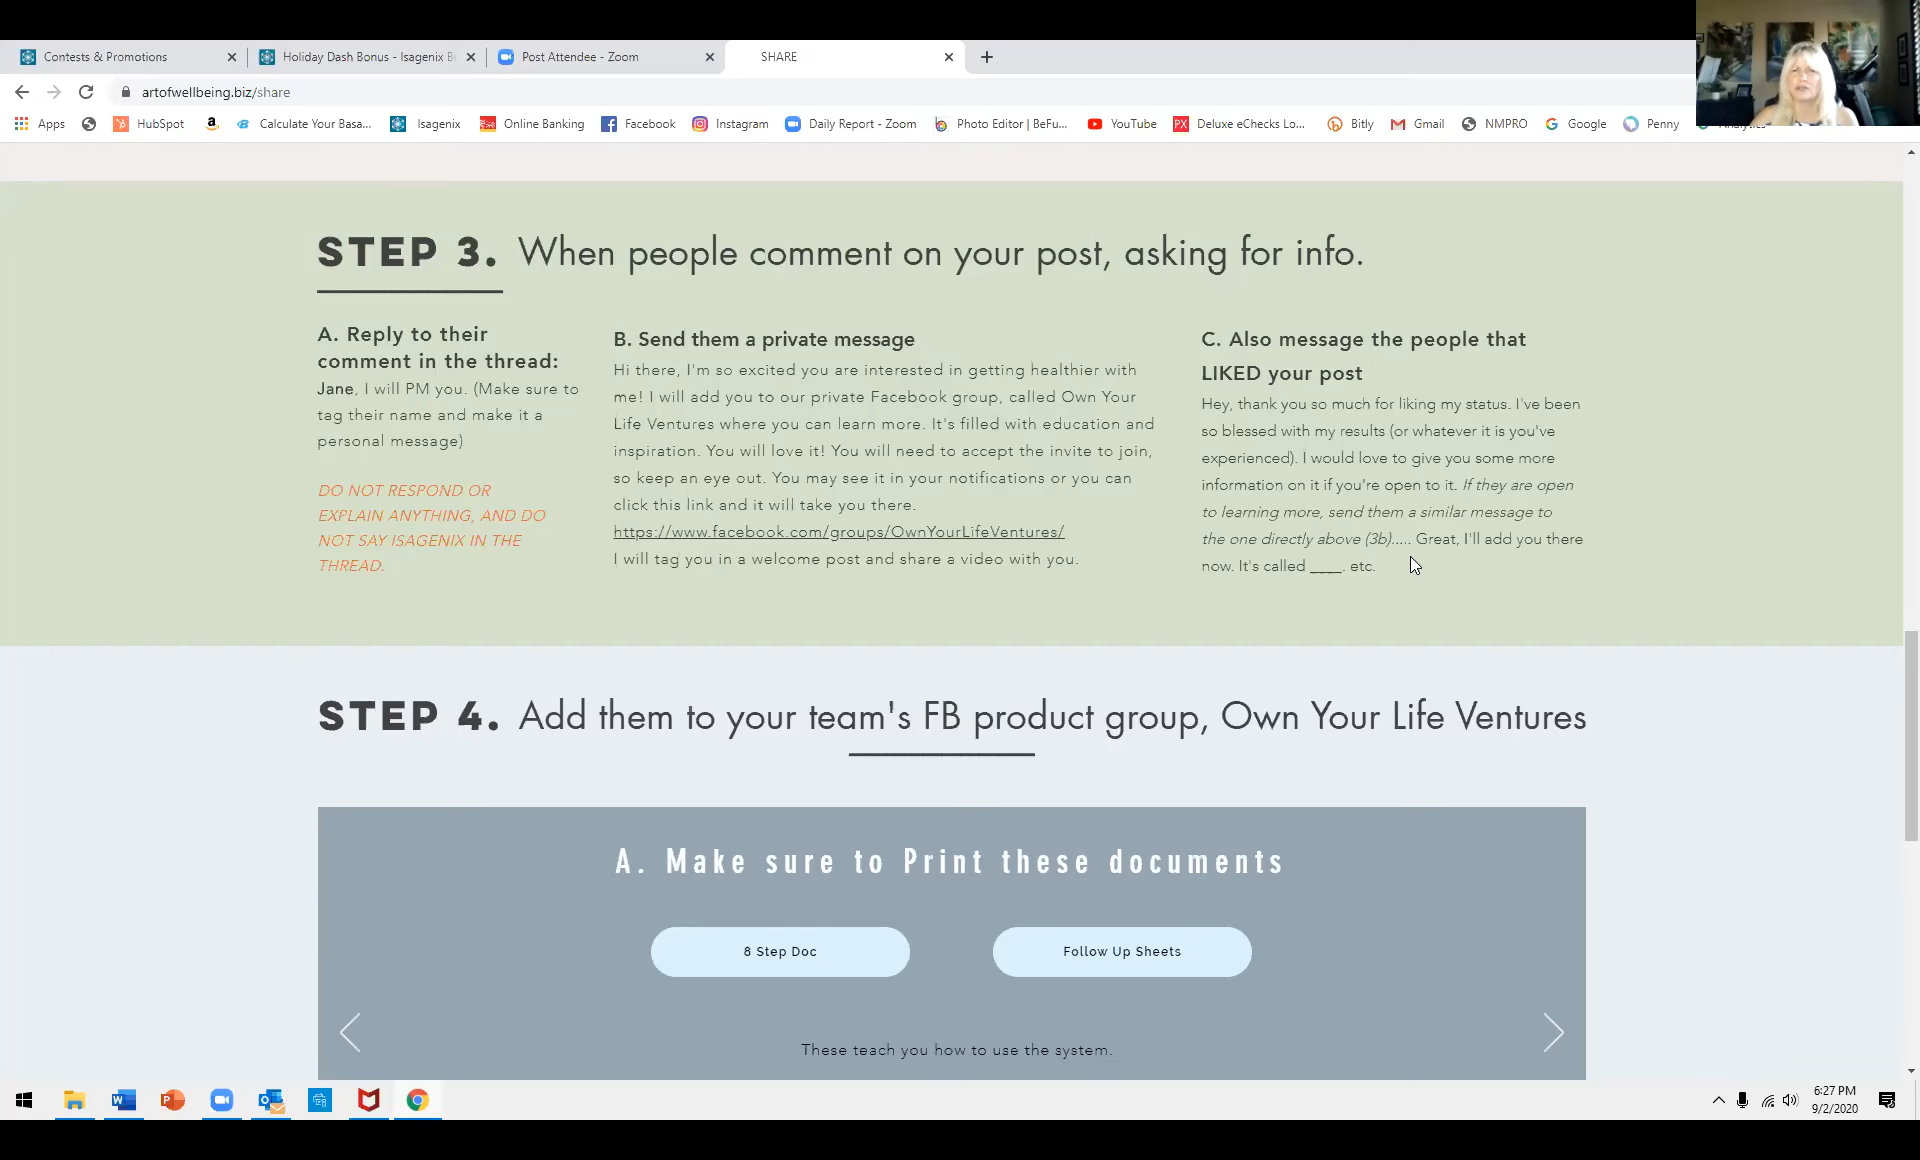 Contests & Promotions
Holiday Dash Bonus - Isagenix B
Post Attendee - Zoom
SHARE
artofwellbeing.biz/share
Apps
HubSpot
Calculate Your Basa...
Isagenix
Online Banking
Facebook
Instagram
Daily Report - Zoom
Photo Editor | BeFu...
YouTube
Deluxe eChecks Lo...
Bitly
Gmail
NMPRO
Google
Penny
Analytics
STEP 3. When people comment on your post, asking for info.
A. Reply to their
comment in the thread:
Jane, I will PM you. (Make sure to
tag their name and make it a
personal message)
DO NOT RESPOND OR
EXPLAIN ANYTHING, AND DO
NOT SAY ISAGENIX IN THE
THREAD.
B. Send them a private message
Hi there, I'm so excited you are interested in getting healthier with
me! I will add you to our private Facebook group, called Own Your
Life Ventures where you can learn more. It's filled with education and
inspiration. You will love it! You will need to accept the invite to join,
so keep an eye out. You may see it in your notifications or you can
click this link and it will take you there.
https://www.facebook.com/groups/OwnYourLifeVentures/
I will tag you in a welcome post and share a video with you.
C. Also message the people that
LIKED your post
Hey, thank you so much for liking my status. I've been
so blessed with my results (or whatever it is you've
experienced). I would love to give you some more
information on it if you're open to it. If they are open
to learning more, send them a similar message to
the one directly above (3b)..... Great, I'll add you there
now. It's called ____. etc.
STEP 4. Add them to your team's FB product group, Own Your Life Ventures
A. Make sure to Print these documents
8 Step Doc
Follow Up Sheets
These teach you how to use the system.
6:27 PM
9/2/2020